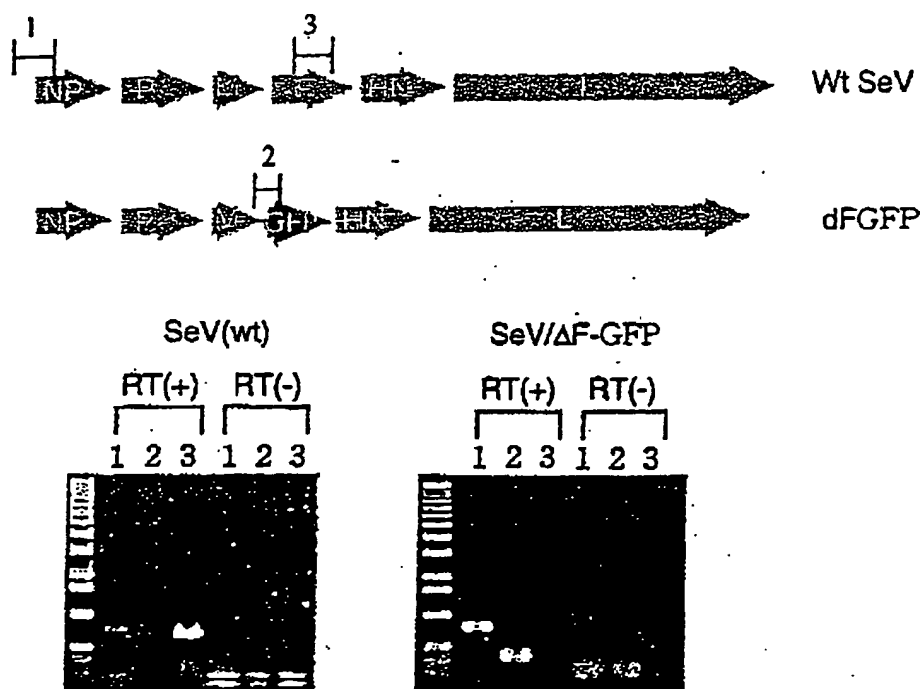 1 3
NP P M F HN L Wt SeV
2
NP P M GFP HN L dFGFP
SeV(wt) SeV/ΔF-GFP
RT(+) RT(-) RT(+) RT(-)
1 2 3 1 2 3 1 2 3 1 2 3